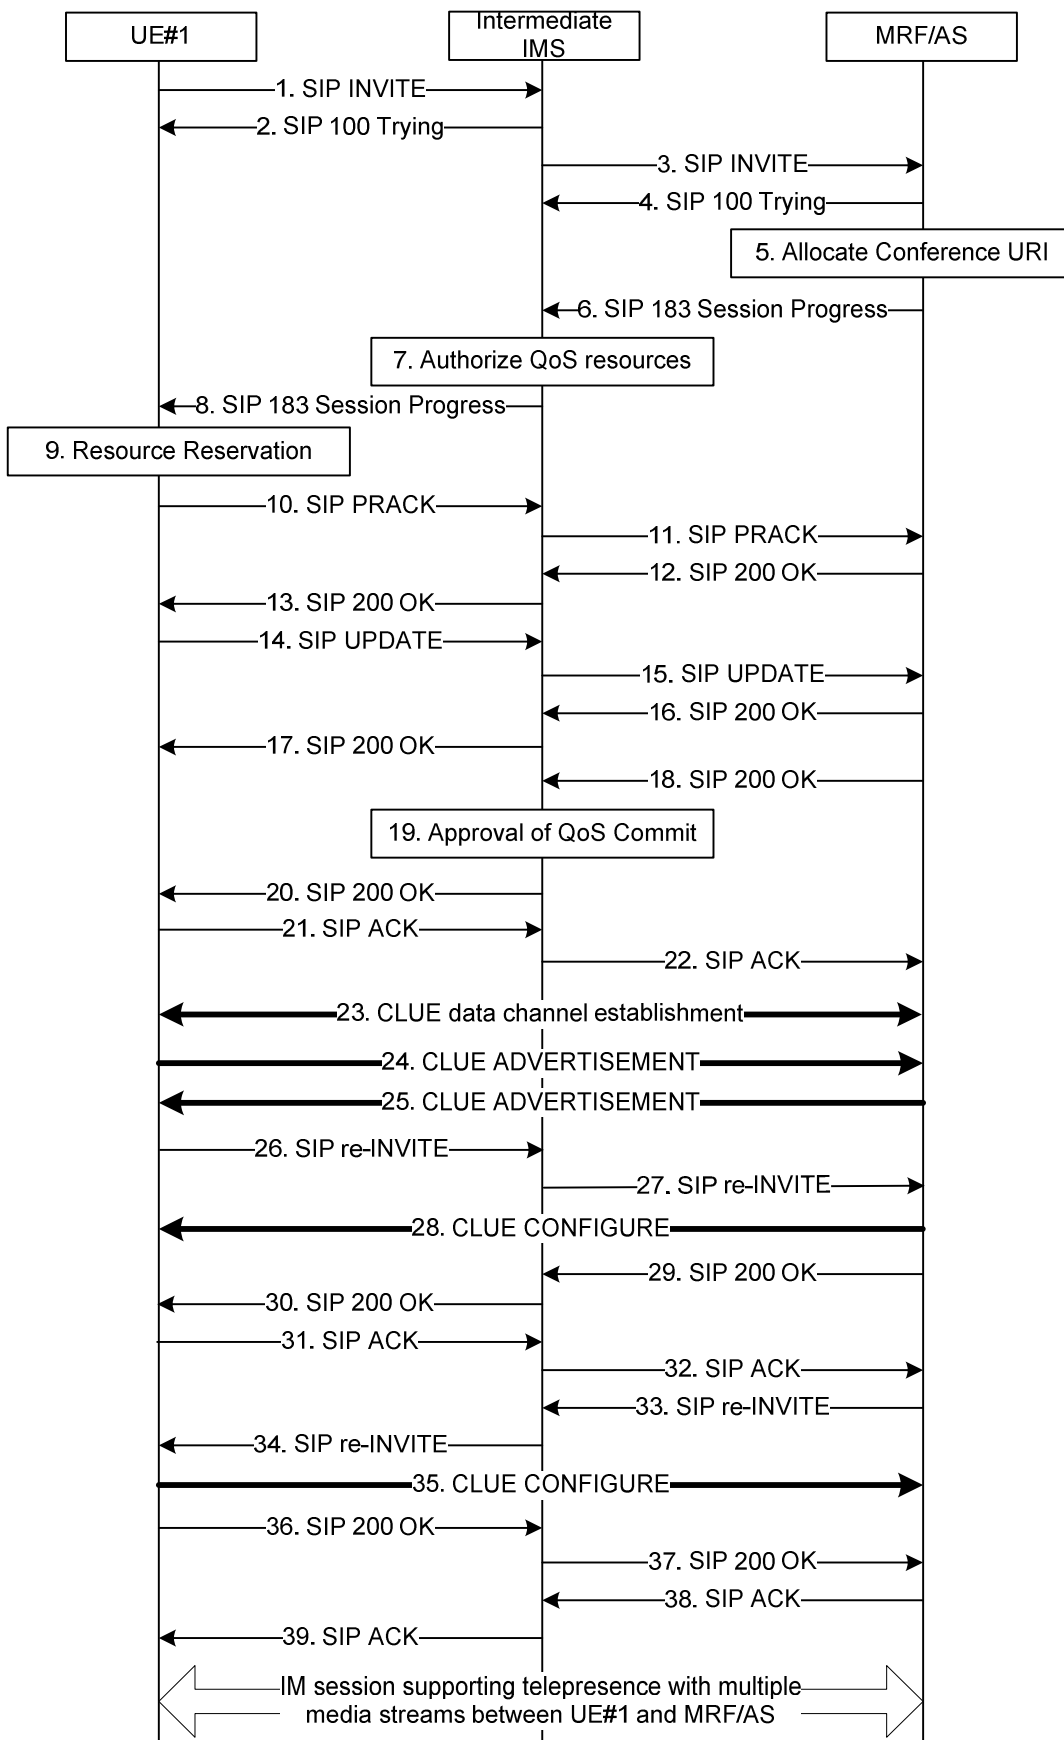 UE#1
Intermediate
IMS
MRF/AS
1. SIP INVITE
2. SIP 100 Trying
3. SIP INVITE
4. SIP 100 Trying
5. Allocate Conference URI
6. SIP 183 Session Progress
7. Authorize QoS resources
8. SIP 183 Session Progress
9. Resource Reservation
10. SIP PRACK
11. SIP PRACK
12. SIP 200 OK
13. SIP 200 OK
14. SIP UPDATE
15. SIP UPDATE
16. SIP 200 OK
17. SIP 200 OK
18. SIP 200 OK
19. Approval of QoS Commit
20. SIP 200 OK
21. SIP ACK
22. SIP ACK
23. CLUE data channel establishment
24. CLUE ADVERTISEMENT
25. CLUE ADVERTISEMENT
26. SIP re-INVITE
27. SIP re-INVITE
28. CLUE CONFIGURE
29. SIP 200 OK
30. SIP 200 OK
31. SIP ACK
32. SIP ACK
33. SIP re-INVITE
34. SIP re-INVITE
35. CLUE CONFIGURE
36. SIP 200 OK
37. SIP 200 OK
38. SIP ACK
39. SIP ACK
IM session supporting telepresence with multiple
media streams between UE#1 and MRF/AS